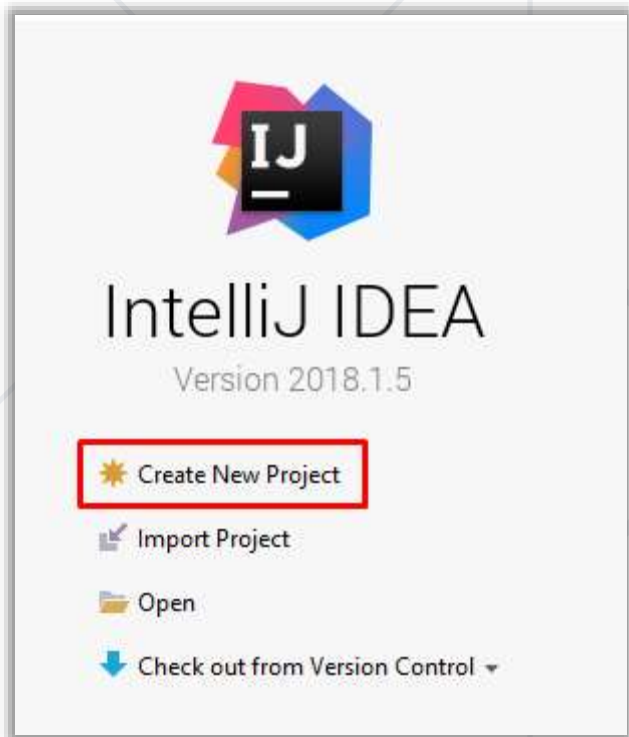 IJ
IntelliJ IDEA
Version 2018.1.5
Create New Project
Import Project
Open
Check out from Version Control